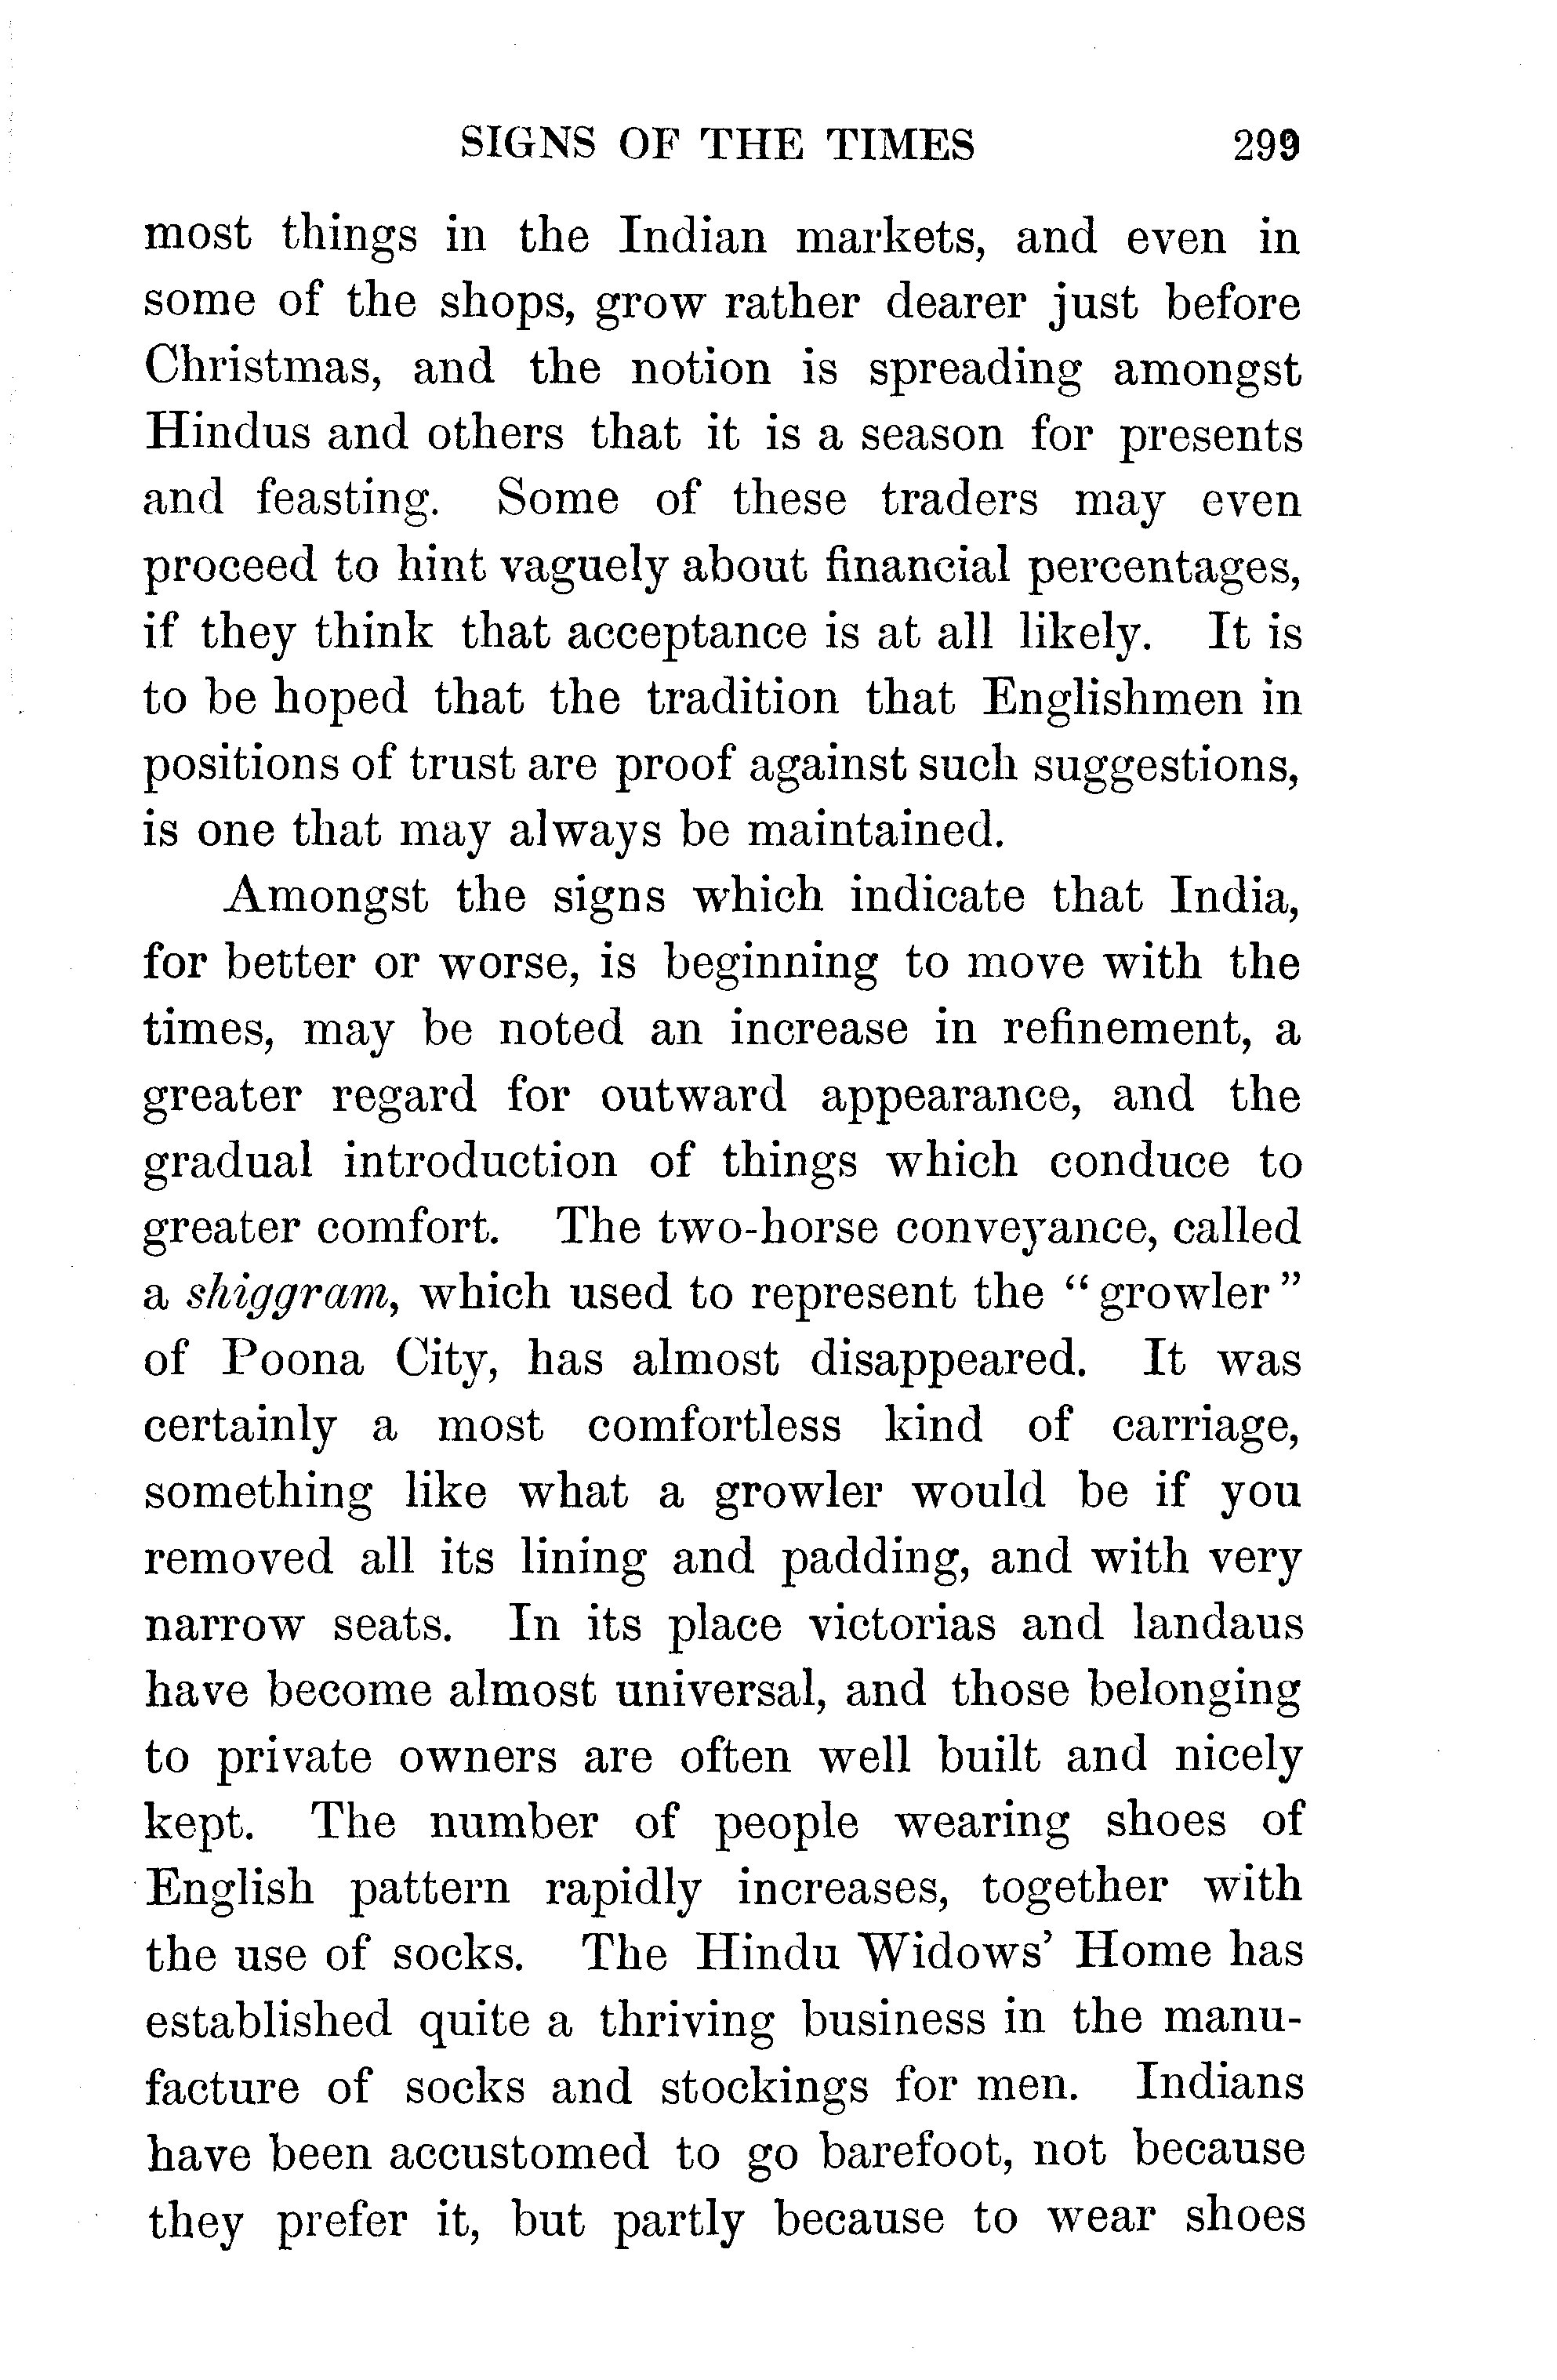 SIGNS OF THE TIMES 299
most things in the Indian markets, and even in
some of the shops, grow rather dearer just before
Christmas, and the notion is spreading amongst
Hindus and others that it is a season for presents
and feasting. Some of these traders may even
proceed to hint vaguely about financial percentages,
if they think that acceptance is at all likely. It is
to be hoped that the tradition that Englishmen in
positions of trust are proof against such suggestions,
is one that may always be maintained.
Amongst the signs which indicate that India,
for better or worse, is beginning to move with the
times, may be noted an increase in refinement, a
greater regard for outward appearance, and the
gradual introduction of things which conduce to
greater comfort. The two-horse conveyance, called
a shiggram, which used to represent the “growler”
of Poona City, has almost disappeared. It was
certainly a most comfortless kind of carriage,
something like what a growler would be if you
removed all its lining and padding, and with very
narrow seats. In its place victorias and landaus
have become almost universal, and those belonging
to private owners are often well built and nicely
kept. The number of people wearing shoes of
English pattern rapidly increases, together with
the use of socks. The Hindu Widows’ Home has
established quite a thriving business in the manu-
facture of socks and stockings for men. Indians
have been accustomed to go barefoot, not because
they prefer it, but partly because to wear shoes